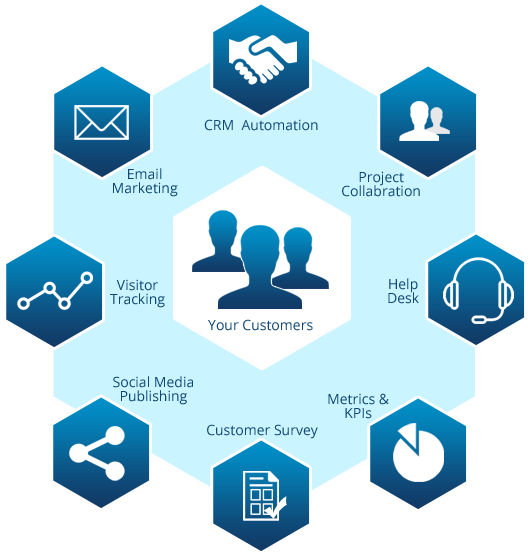 CRM Automation
Email
Marketing
Project
Collabration
Visitor
Tracking
Help
Desk
Your Customers
Social Media
Publishing
Metrics &
KPIs
Customer Survey